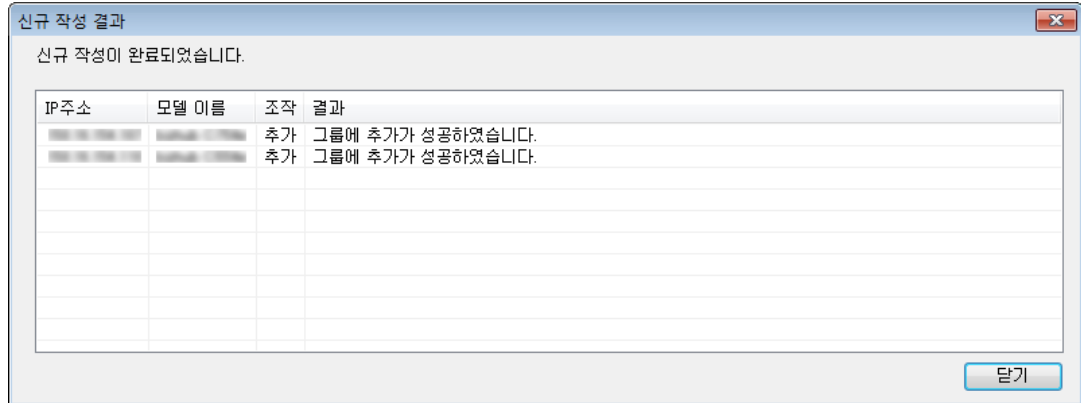 신규 작성 결과
신규 작성이 완료되었습니다.
IP주소 모델 이름 조작 결과
추가 그룹에 추가가 성공하였습니다.
추가 그룹에 추가가 성공하였습니다.
닫기